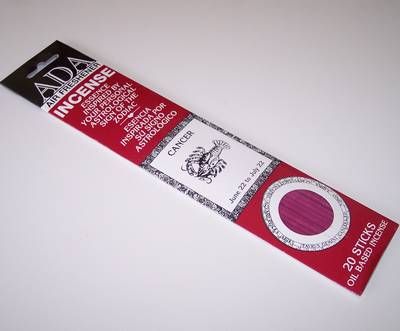 ADA
AIR FRESHENER
INCENSE
ESSENCE
INSPIRED BY
YOUR PERSONAL
ASTROLOGICAL
SIGN OF THE
ZODIAC
ESENCIA
INSPIRADA POR
SU SIGNO
ASTROLÓGICO
CANCER
June 22 to July 22
20 STICKS
OIL BASED INCENSE